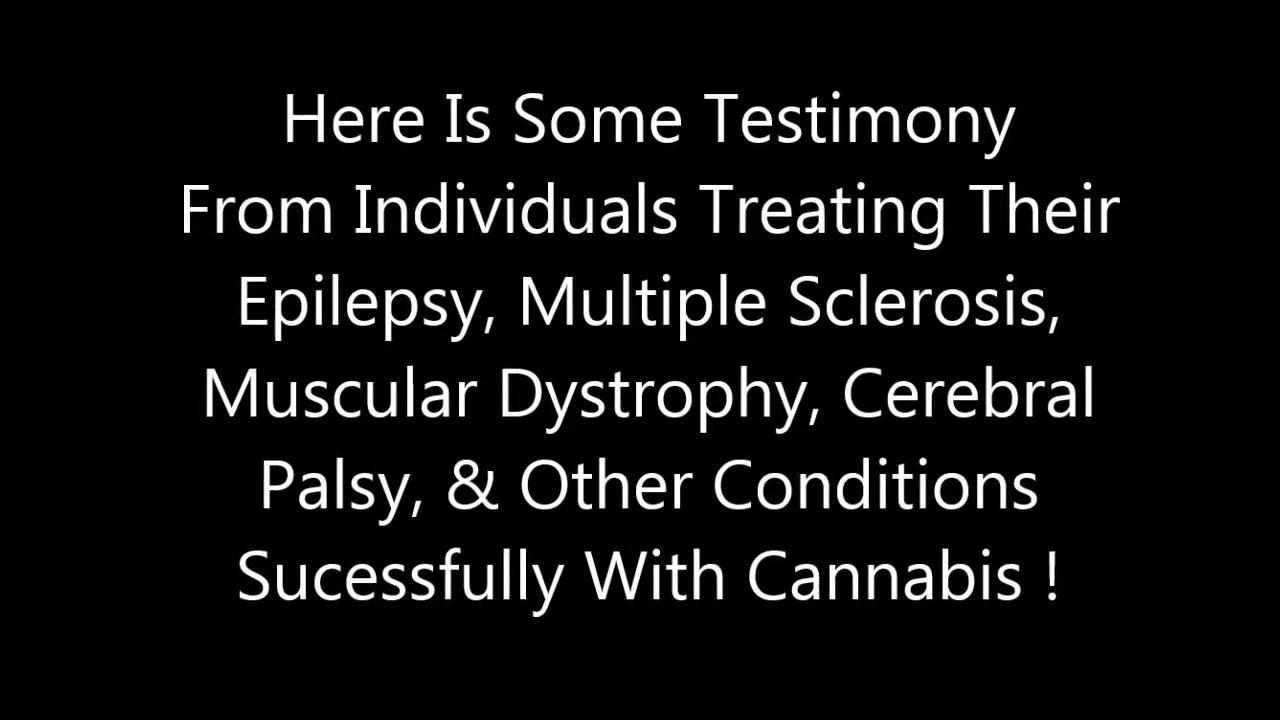 Here Is Some Testimony
From Individuals Treating Their
Epilepsy, Multiple Sclerosis,
Muscular Dystrophy, Cerebral
Palsy, & Other Conditions
Sucessfully With Cannabis !